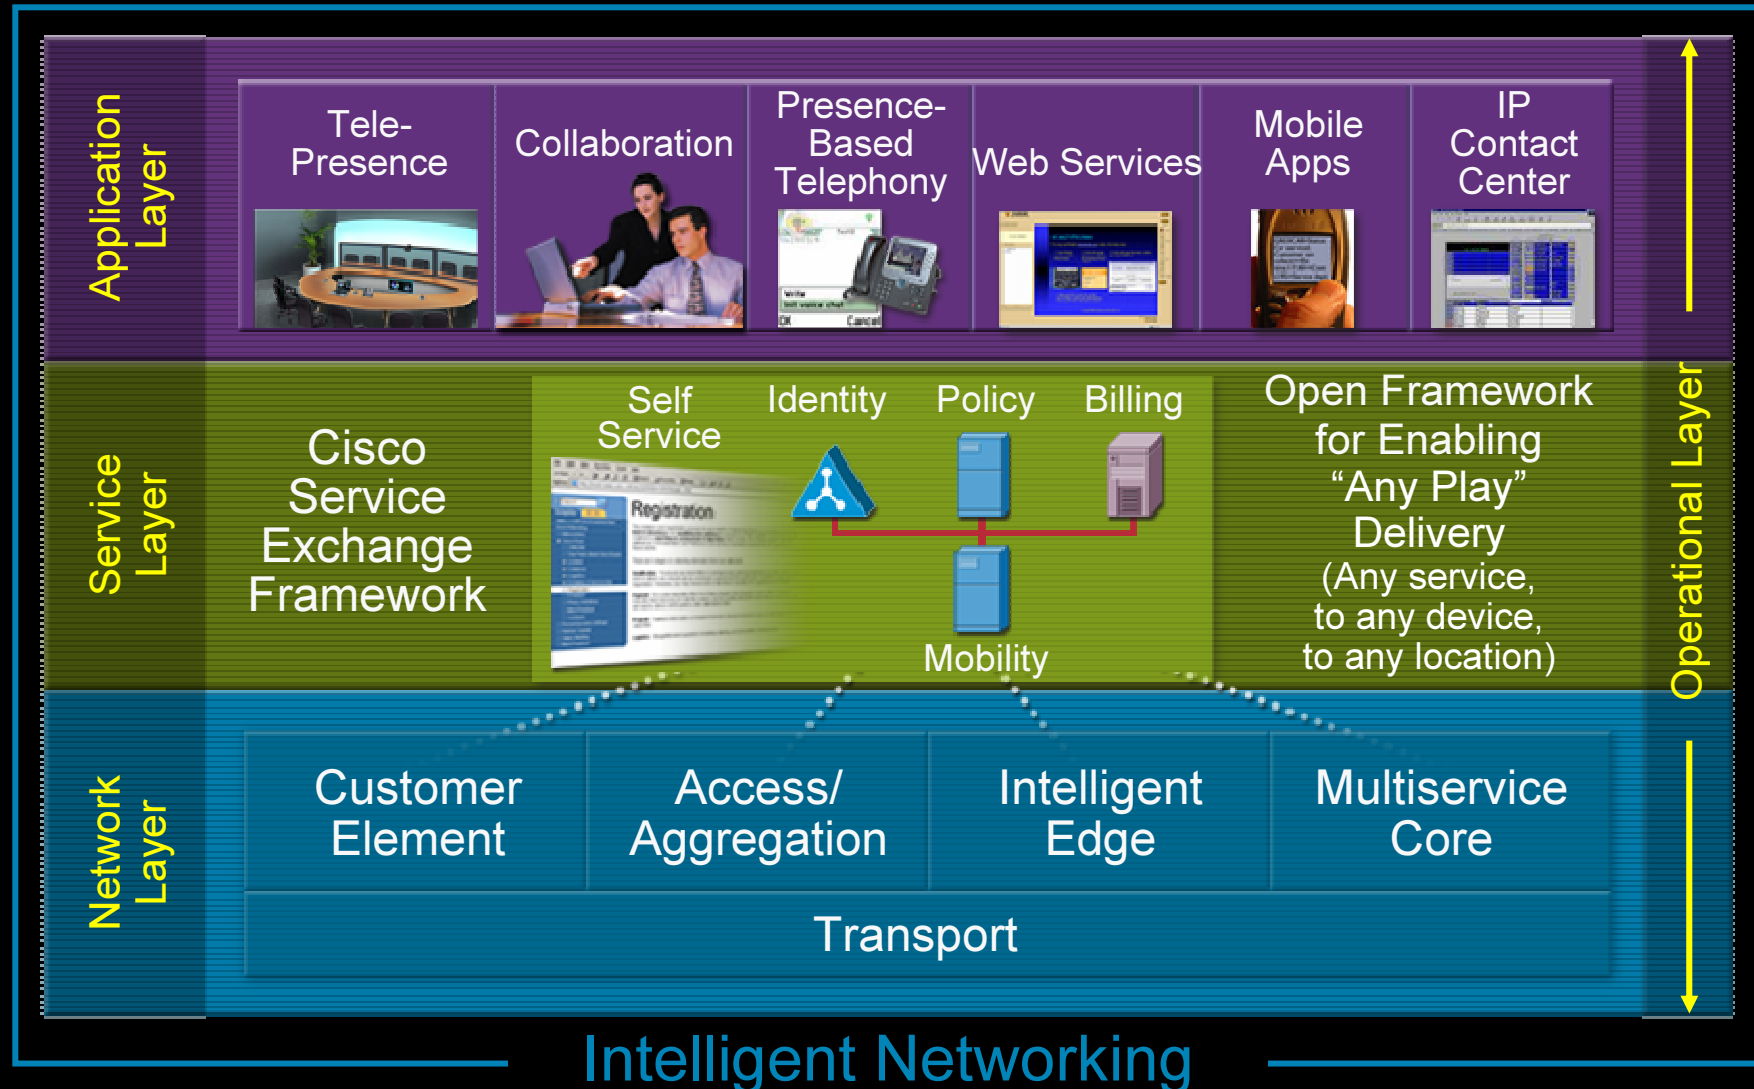 Application
Layer
Tele-
Presence
Collaboration
Presence-
Based
Telephony
Web Services
Mobile
Apps
IP
Contact
Center
Write
OK
Cancel
Service
Layer
Cisco
Service
Exchange
Framework
Self
Service
Registration
Identity
Policy
Billing
Mobility
Open Framework
for Enabling
“Any Play”
Delivery
(Any service,
to any device,
to any location)
Operational Layer
Network
Layer
Customer
Element
Access/
Aggregation
Intelligent
Edge
Multiservice
Core
Transport
Intelligent Networking